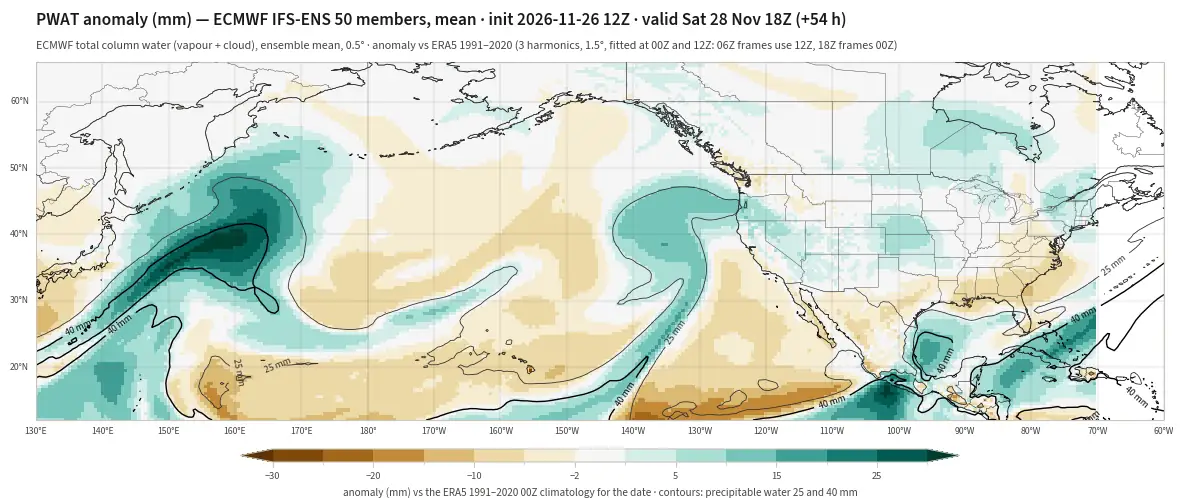 PWAT anomaly (mm) — ECMWF IFS-ENS 50 members, mean · init 2026-11-26 12Z · valid Sat 28 Nov 18Z (+54 h)
ECMWF total column water (vapour + cloud), ensemble mean, 0.5° · anomaly vs ERA5 1991–2020 (3 harmonics, 1.5°, fitted at 00Z and 12Z: 06Z frames use 12Z, 18Z frames 00Z)
60°N
50°N
40°N
30°N
20°N
25 mm
40 mm
40 mm
40 mm
25 mm
25 mm
25 mm
40 mm
40 mm
40 mm
40 mm
130°E 140°E 150°E 160°E 170°E 180° 170°W 160°W 150°W 140°W 130°W 120°W 110°W 100°W 90°W 80°W 70°W 60°W
−30 −20 −10 −2 5 15 25
anomaly (mm) vs the ERA5 1991–2020 00Z climatology for the date · contours: precipitable water 25 and 40 mm